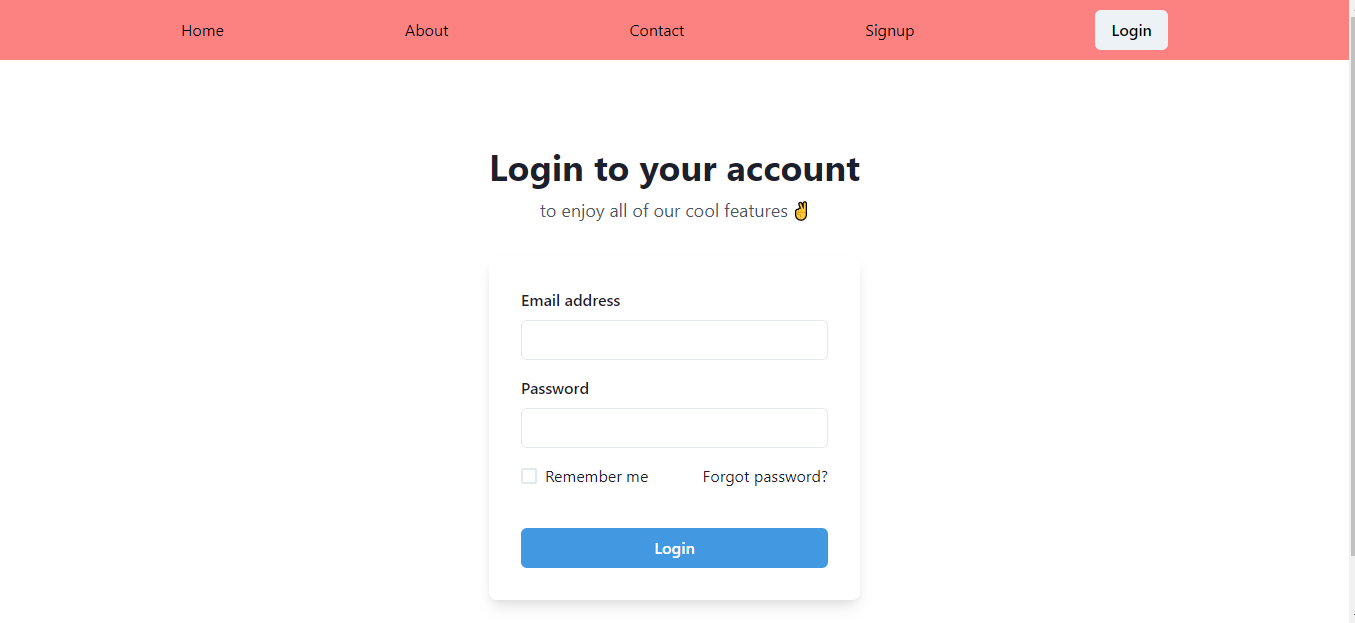 Home About Contact Signup Login
Login to your account
to enjoy all of our cool features ✌
Email address
Password
Remember me Forgot password?
Login